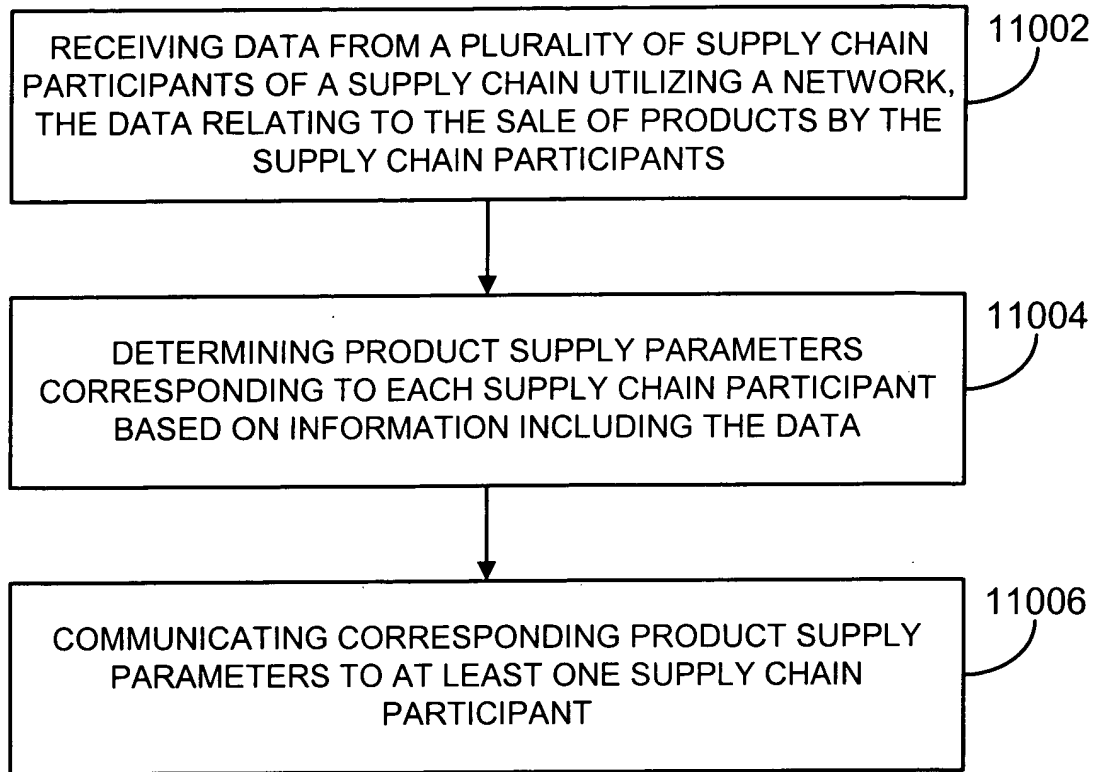 RECEIVING DATA FROM A PLURALITY OF SUPPLY CHAIN
PARTICIPANTS OF A SUPPLY CHAIN UTILIZING A NETWORK,
THE DATA RELATING TO THE SALE OF PRODUCTS BY THE
SUPPLY CHAIN PARTICIPANTS
11002
DETERMINING PRODUCT SUPPLY PARAMETERS
CORRESPONDING TO EACH SUPPLY CHAIN PARTICIPANT
BASED ON INFORMATION INCLUDING THE DATA
11004
COMMUNICATING CORRESPONDING PRODUCT SUPPLY
PARAMETERS TO AT LEAST ONE SUPPLY CHAIN
PARTICIPANT
11006